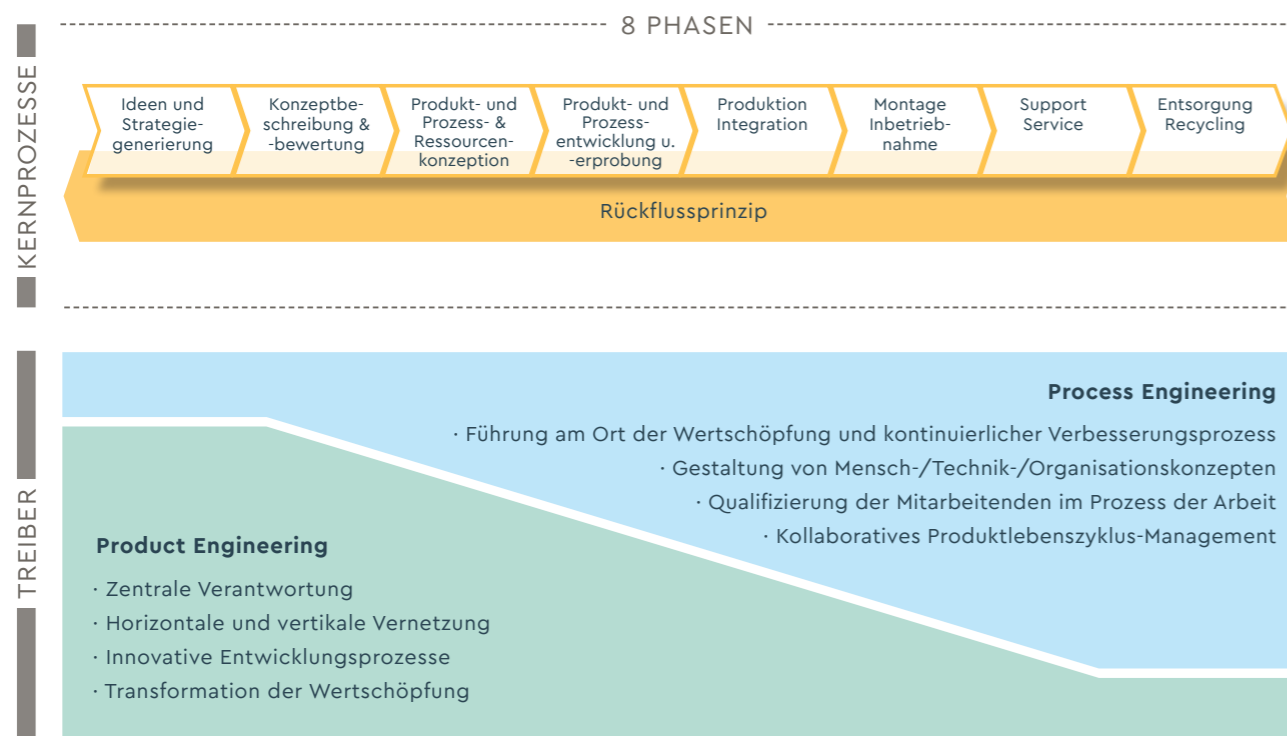 8 PHASEN
KERNPROZESSE
Ideen und
Strategie-
generierung
Konzeptbe-
schreibung &
-bewertung
Produkt- und
Prozess- &
Ressourcen-
konzeption
Produkt- und
Prozess-
entwicklung u.
-erprobung
Produktion
Integration
Montage
Inbetrieb-
nahme
Support
Service
Entsorgung
Recycling
Rückflussprinzip
TREIBER
Process Engineering
· Führung am Ort der Wertschöpfung und kontinuierlicher Verbesserungsprozess
· Gestaltung von Mensch-/Technik-/Organisationskonzepten
· Qualifizierung der Mitarbeitenden im Prozess der Arbeit
· Kollaboratives Produktlebenszyklus-Management
Product Engineering
· Zentrale Verantwortung
· Horizontale und vertikale Vernetzung
· Innovative Entwicklungsprozesse
· Transformation der Wertschöpfung